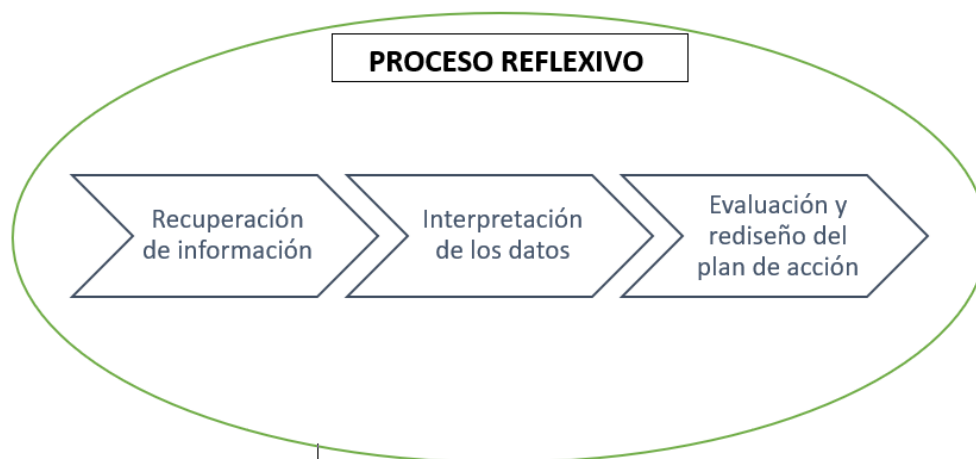 PROCESO REFLEXIVO
Recuperación
de información
Interpretación
de los datos
Evaluación y
rediseño del
plan de acción